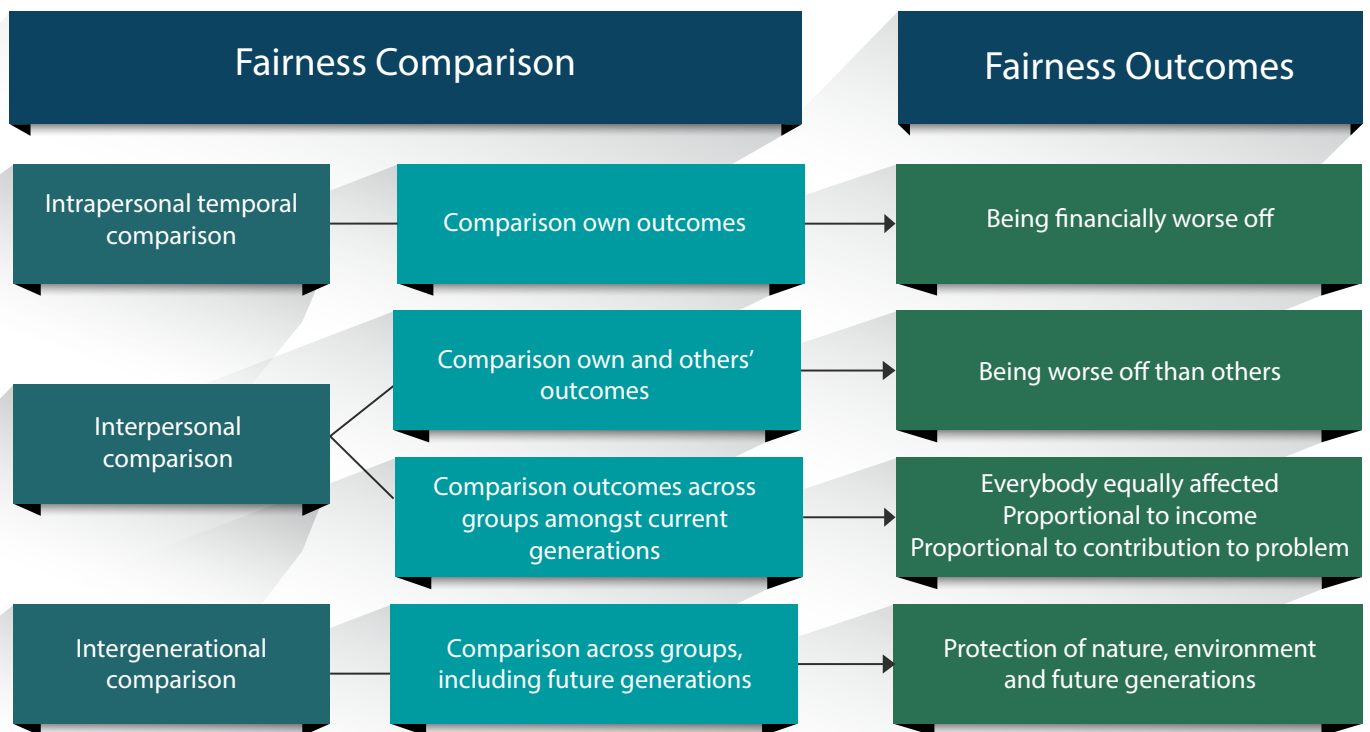 Fairness Comparison
Fairness Outcomes
Intrapersonal temporal
comparison
Comparison own outcomes
Being financially worse off
Interpersonal
comparison
Comparison own and others’
outcomes
Being worse off than others
Comparison outcomes across
groups amongst current
generations
Everybody equally affected
Proportional to income
Proportional to contribution to problem
Intergenerational
comparison
Comparison across groups,
including future generations
Protection of nature, environment
and future generations